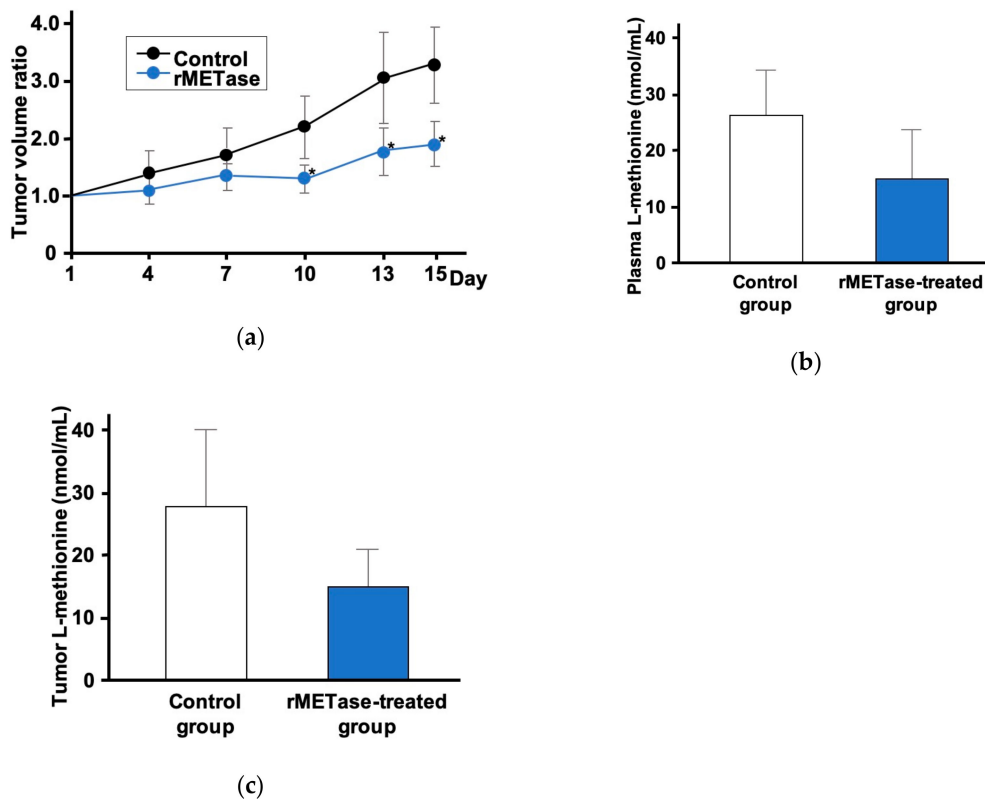 4.0
3.0
2.0
1.0
0
Tumor volume ratio
Control
rMETase
*
*
*
1 4 7 10 13 15 Day
(a)
Plasma L-methionine (nmol/mL)
40
30
20
10
0
Control
group
rMETase-treated
group
(b)
Tumor L-methionine (nmol/mL)
40
30
20
10
0
Control
group
rMETase-treated
group
(c)